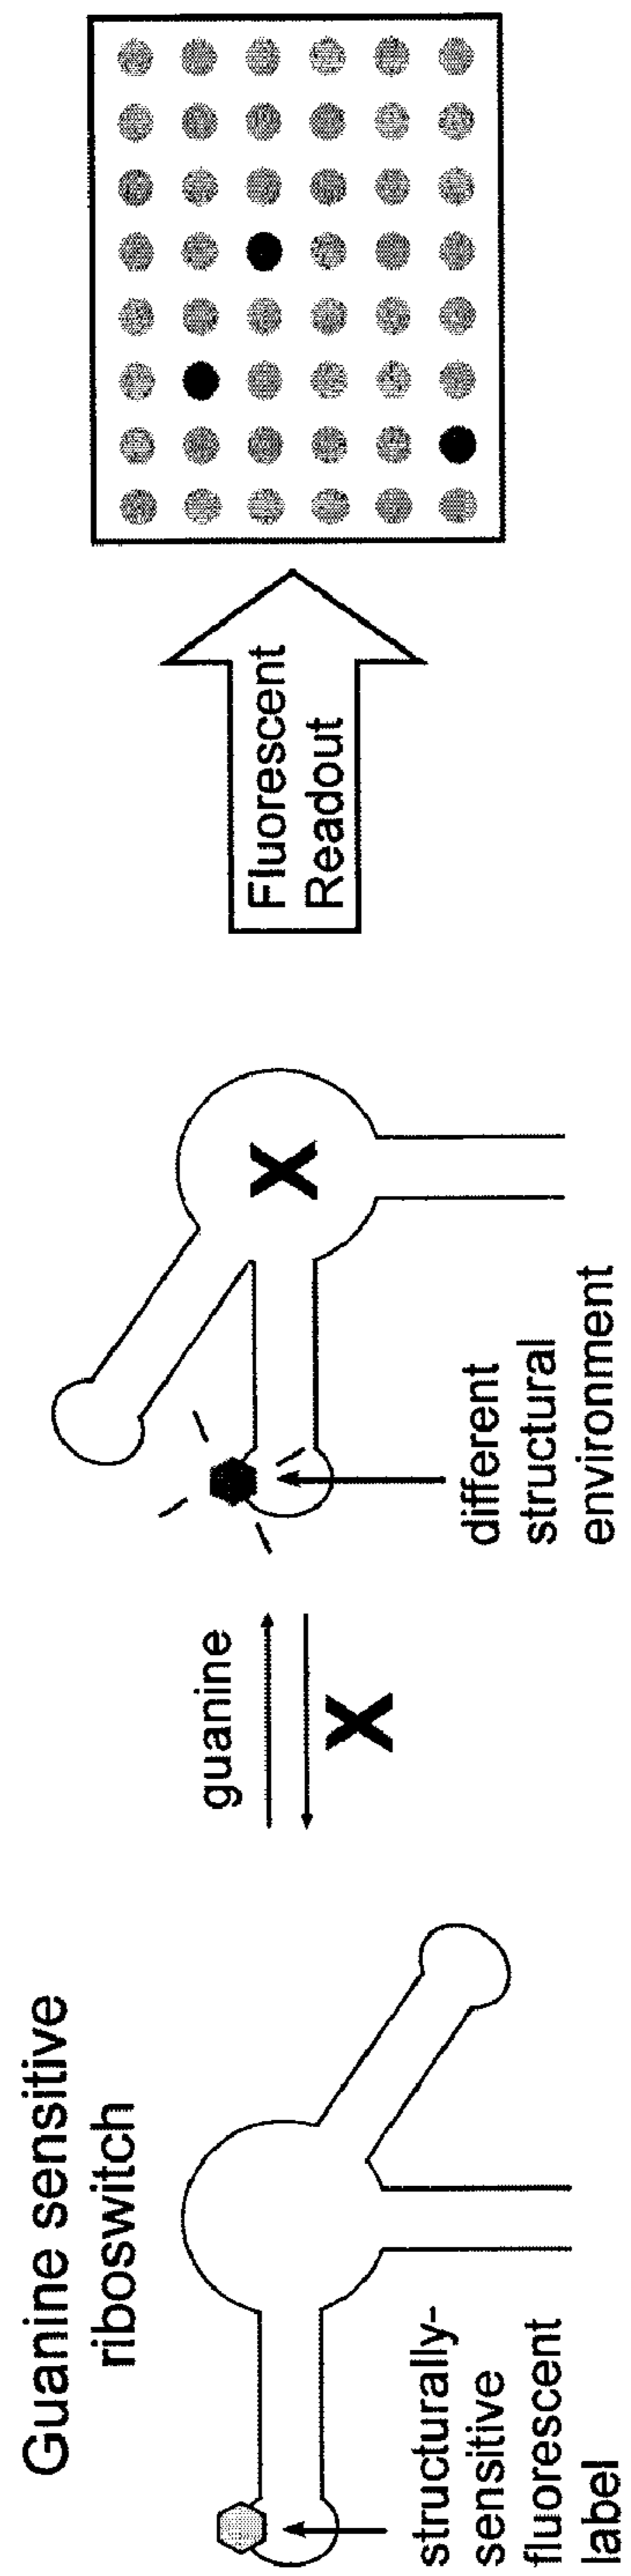 Guanine sensitive
riboswitch
structurally-
sensitive
fluorescent
label
guanine
X
X
different
structural
environment
Fluorescent
Readout